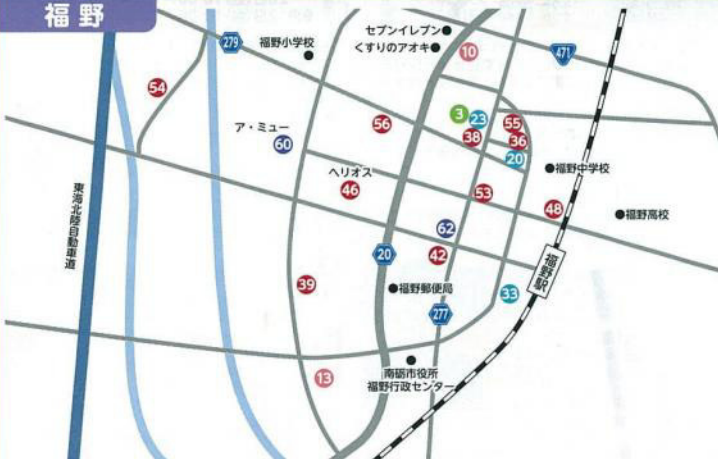 福野
セブンイレブン
くすりのアオキ
279
福野小学校
10
471
54
3
23
55
ア・ミュー
56
38
36
60
20
福野中学校
ヘリオス
46
53
48
福野高校
東海北陸自動車道
62
20
42
福野駅
39
福野郵便局
33
277
南砺市役所
福野行政センター
13